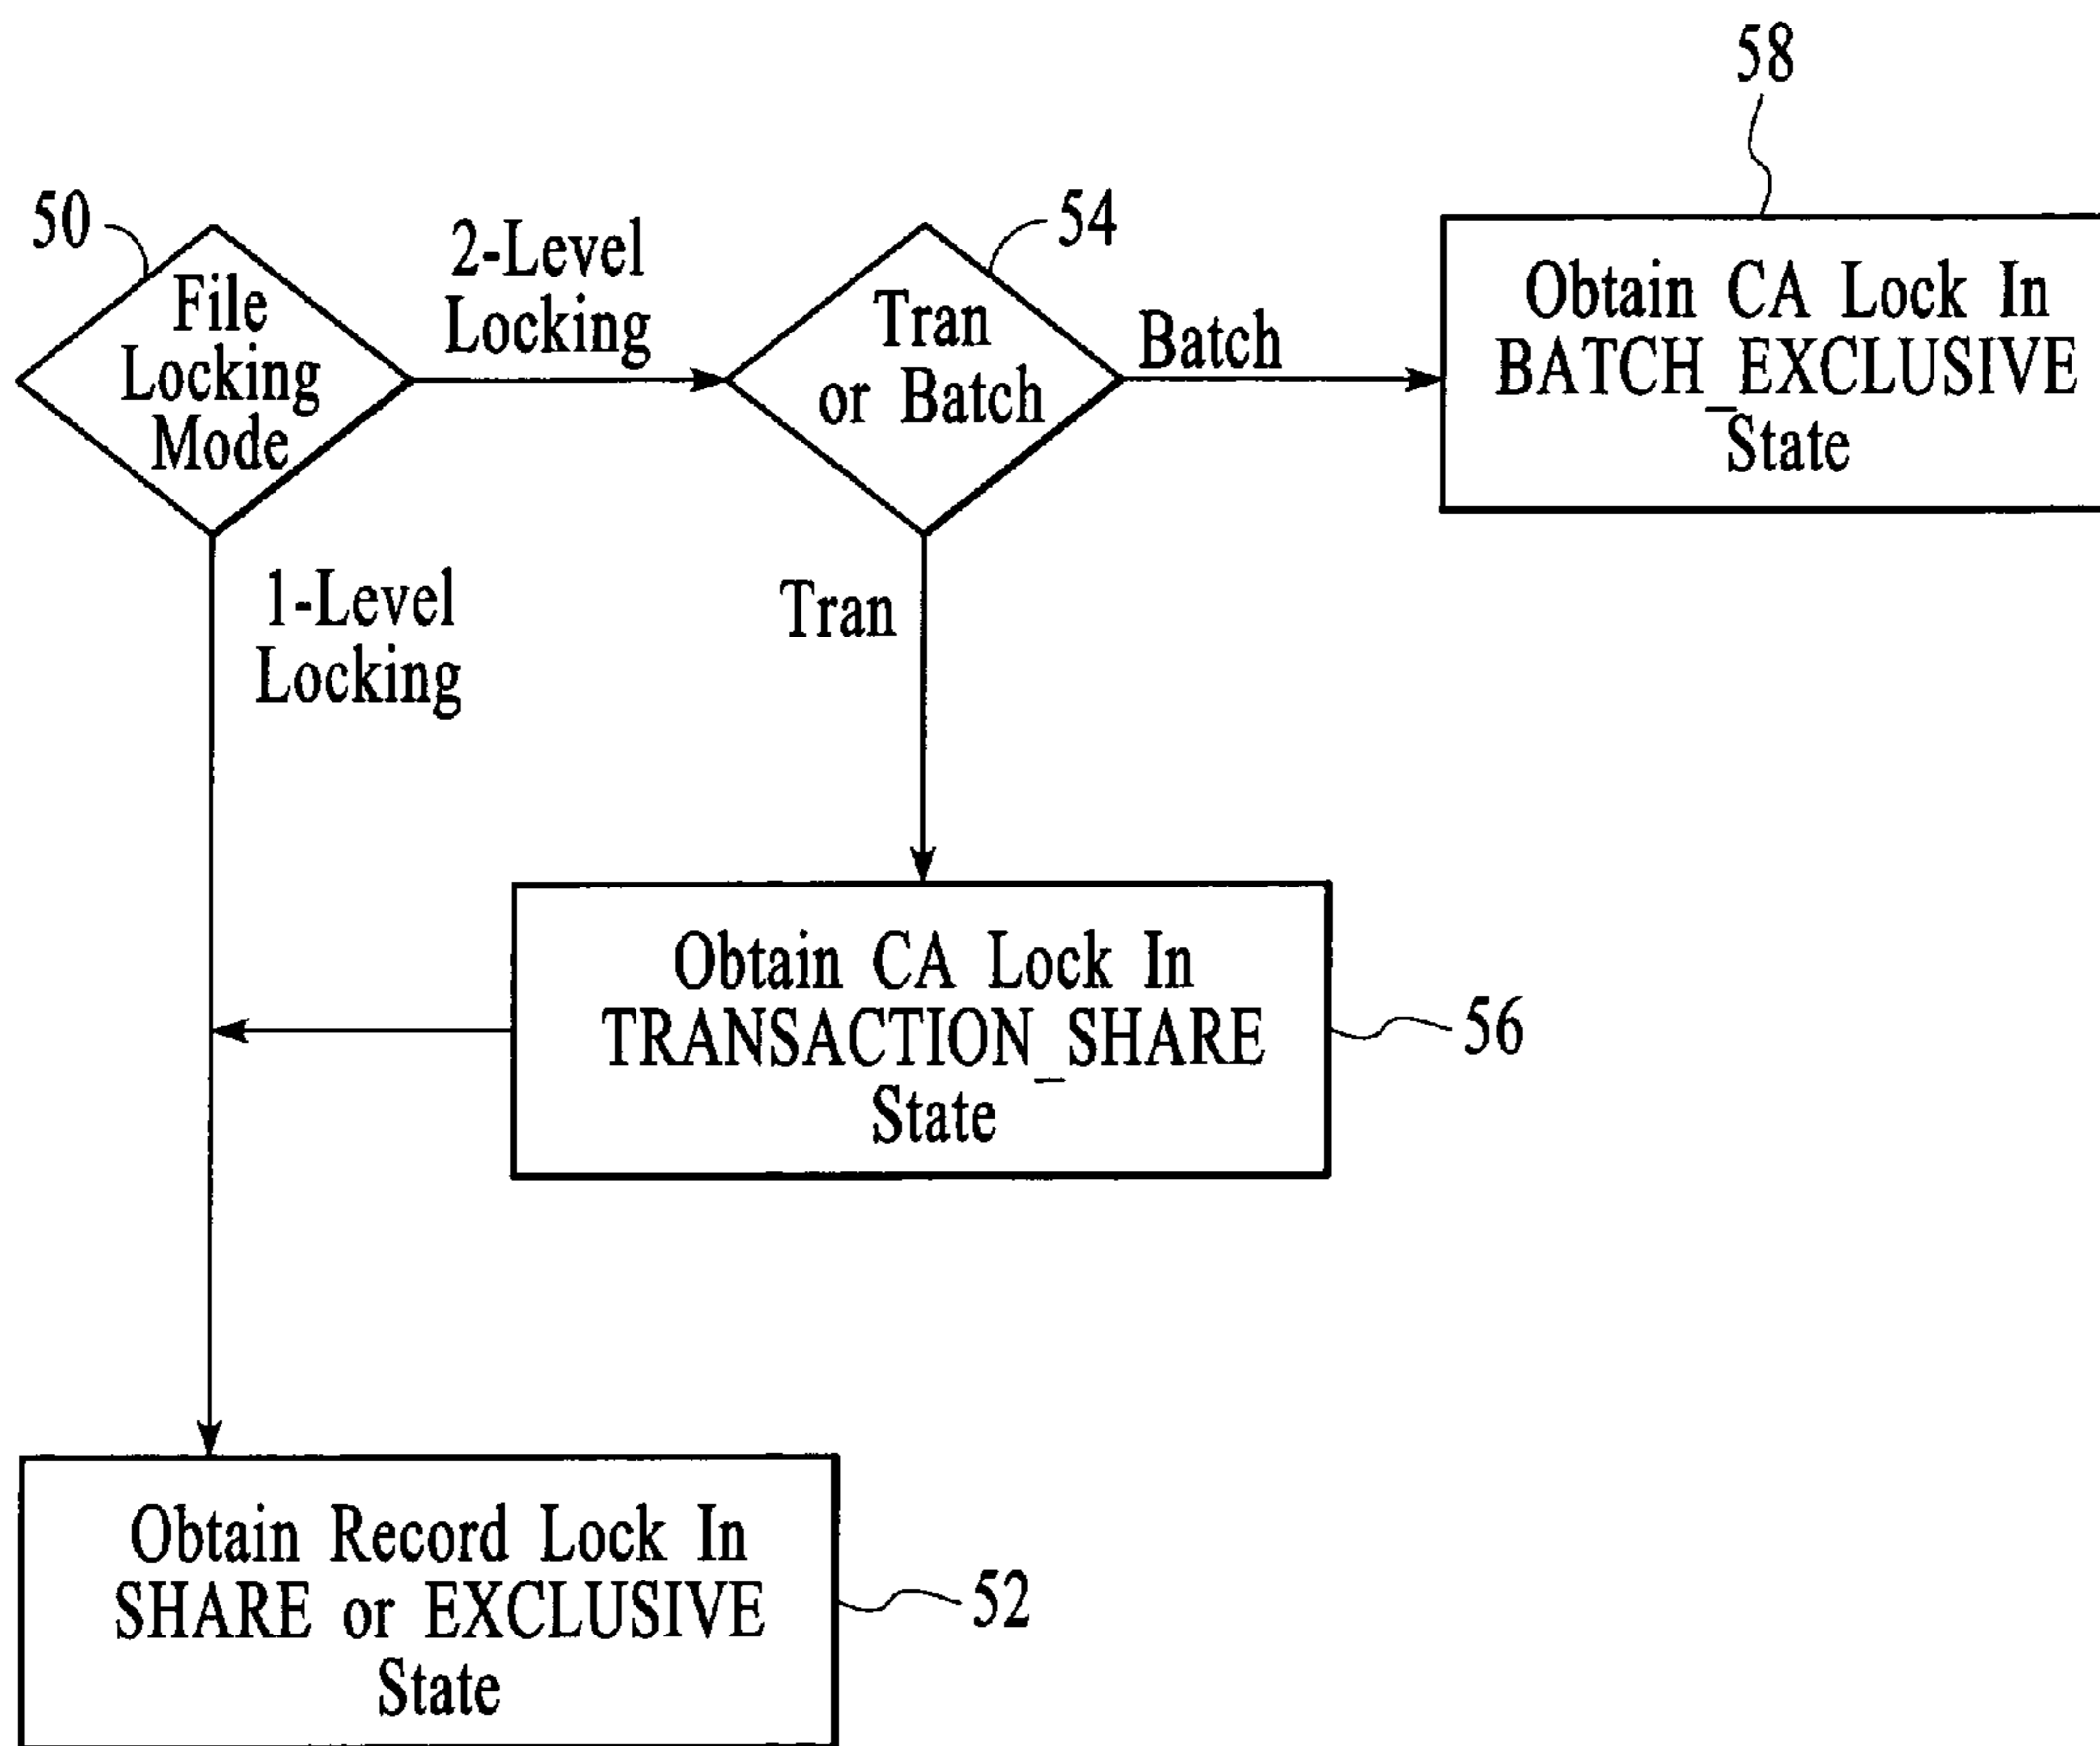 58
50
File
Locking
Mode
2-Level
Locking
54
Tran
or Batch
Batch
Obtain CA Lock In
BATCH_EXCLUSIVE
State
1-Level
Locking
Tran
Obtain CA Lock In
TRANSACTION_SHARE
State
56
Obtain Record Lock In
SHARE or EXCLUSIVE
State
52